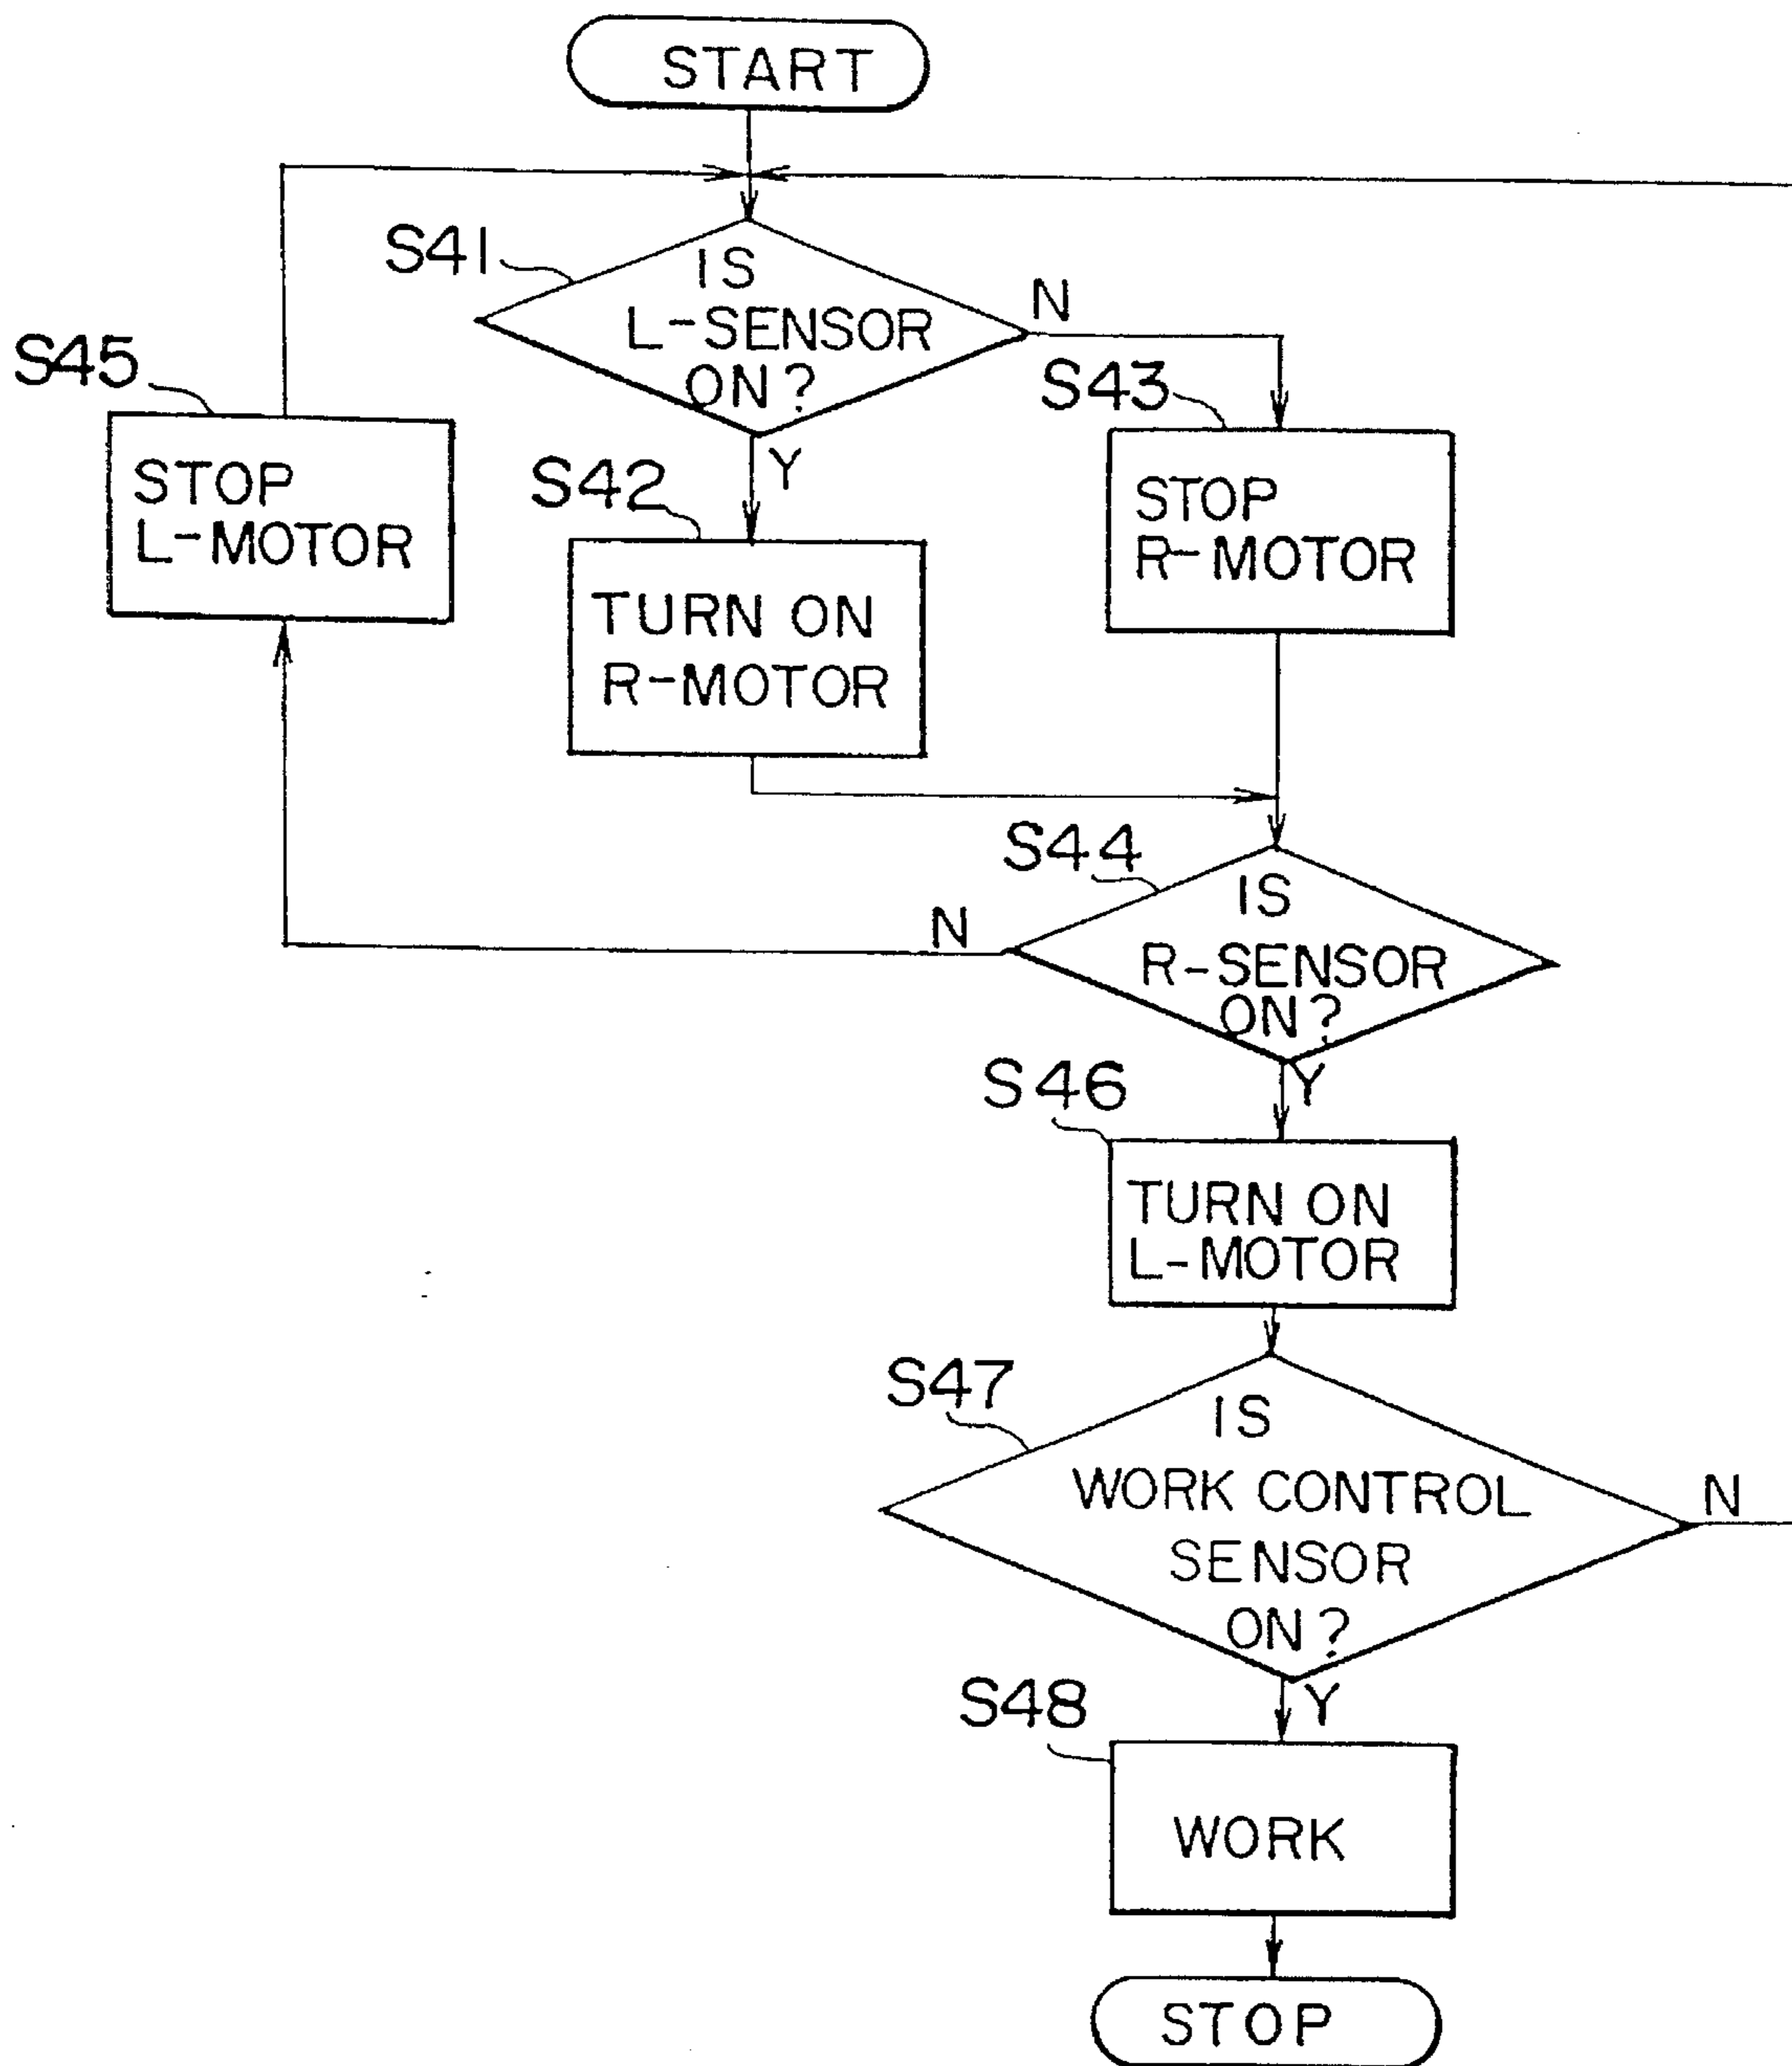 START
S41
IS
L-SENSOR
ON?
N
Y
S45
STOP
L-MOTOR
S42
TURN ON
R-MOTOR
S43
STOP
R-MOTOR
S44
IS
R-SENSOR
ON?
N
Y
S46
TURN ON
L-MOTOR
S47
IS
WORK CONTROL
SENSOR
ON?
N
Y
S48
WORK
STOP